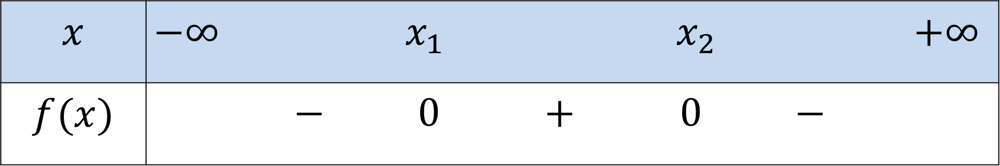 x −∞ x₁ x₂ +∞
f(x) − 0 + 0 −